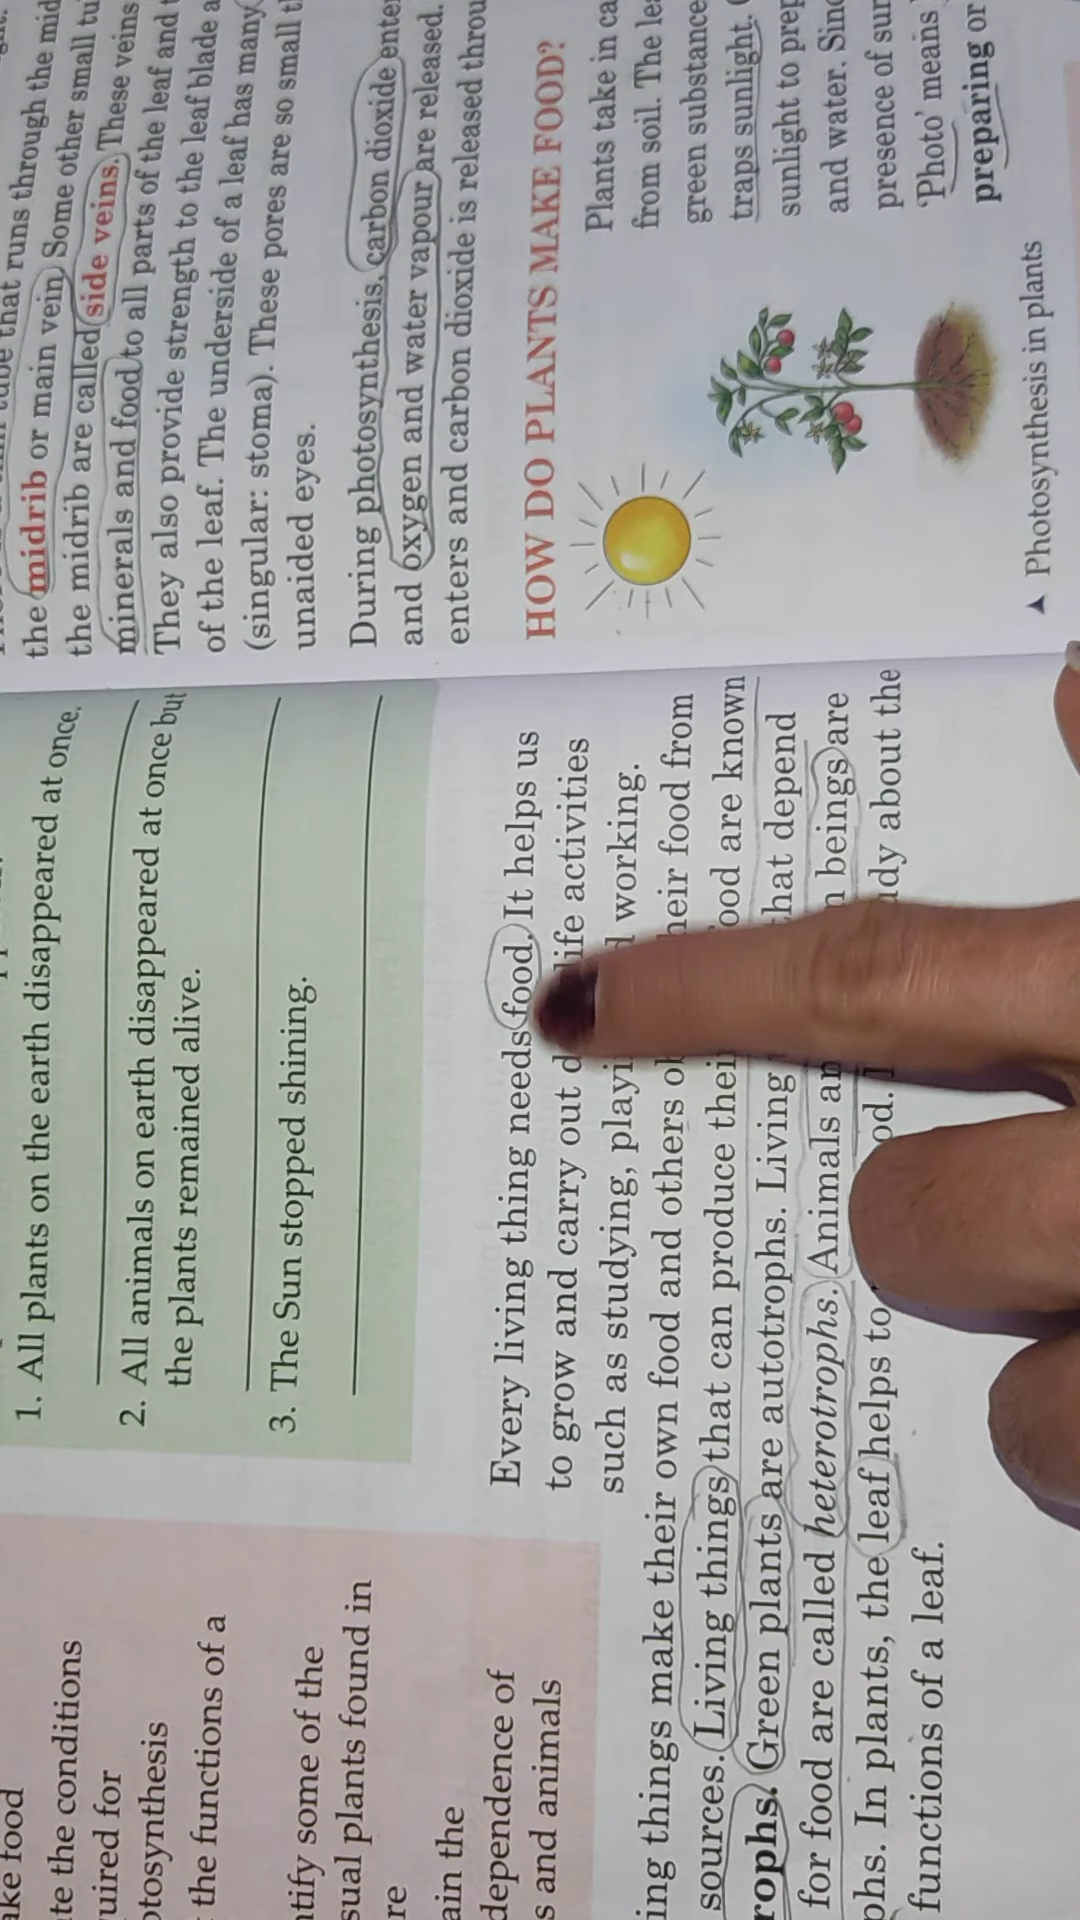 ke food
te the conditions
uired for
otosynthesis
the functions of a
ntify some of the
sual plants found in
re
ain the
dependence of
s and animals
1. All plants on the earth disappeared at once.
2. All animals on earth disappeared at once but
the plants remained alive.
3. The Sun stopped shining.
Every living thing needs food. It helps us
to grow and carry out life activities
such as studying, playi working.
ing things make their own food and others heir food from
sources. Living things that can produce thei ood are known
rophs. Green plants are autotrophs. Living that depend
for food are called heterotrophs. Animals an beings are
phs. In plants, the leaf helps to od. dy about the
functions of a leaf.
that runs through the mid
the midrib or main vein. Some other small tu
the midrib are called side veins. These veins
minerals and food to all parts of the leaf and
They also provide strength to the leaf blade a
of the leaf. The underside of a leaf has many
(singular: stoma). These pores are so small t
unaided eyes.
During photosynthesis, carbon dioxide enter
and oxygen and water vapour are released.
enters and carbon dioxide is released throu
HOW DO PLANTS MAKE FOOD?
Plants take in ca
from soil. The lea
green substance
traps sunlight.
sunlight to prep
and water. Sinc
presence of sun
'Photo' means
preparing or
▲ Photosynthesis in plants